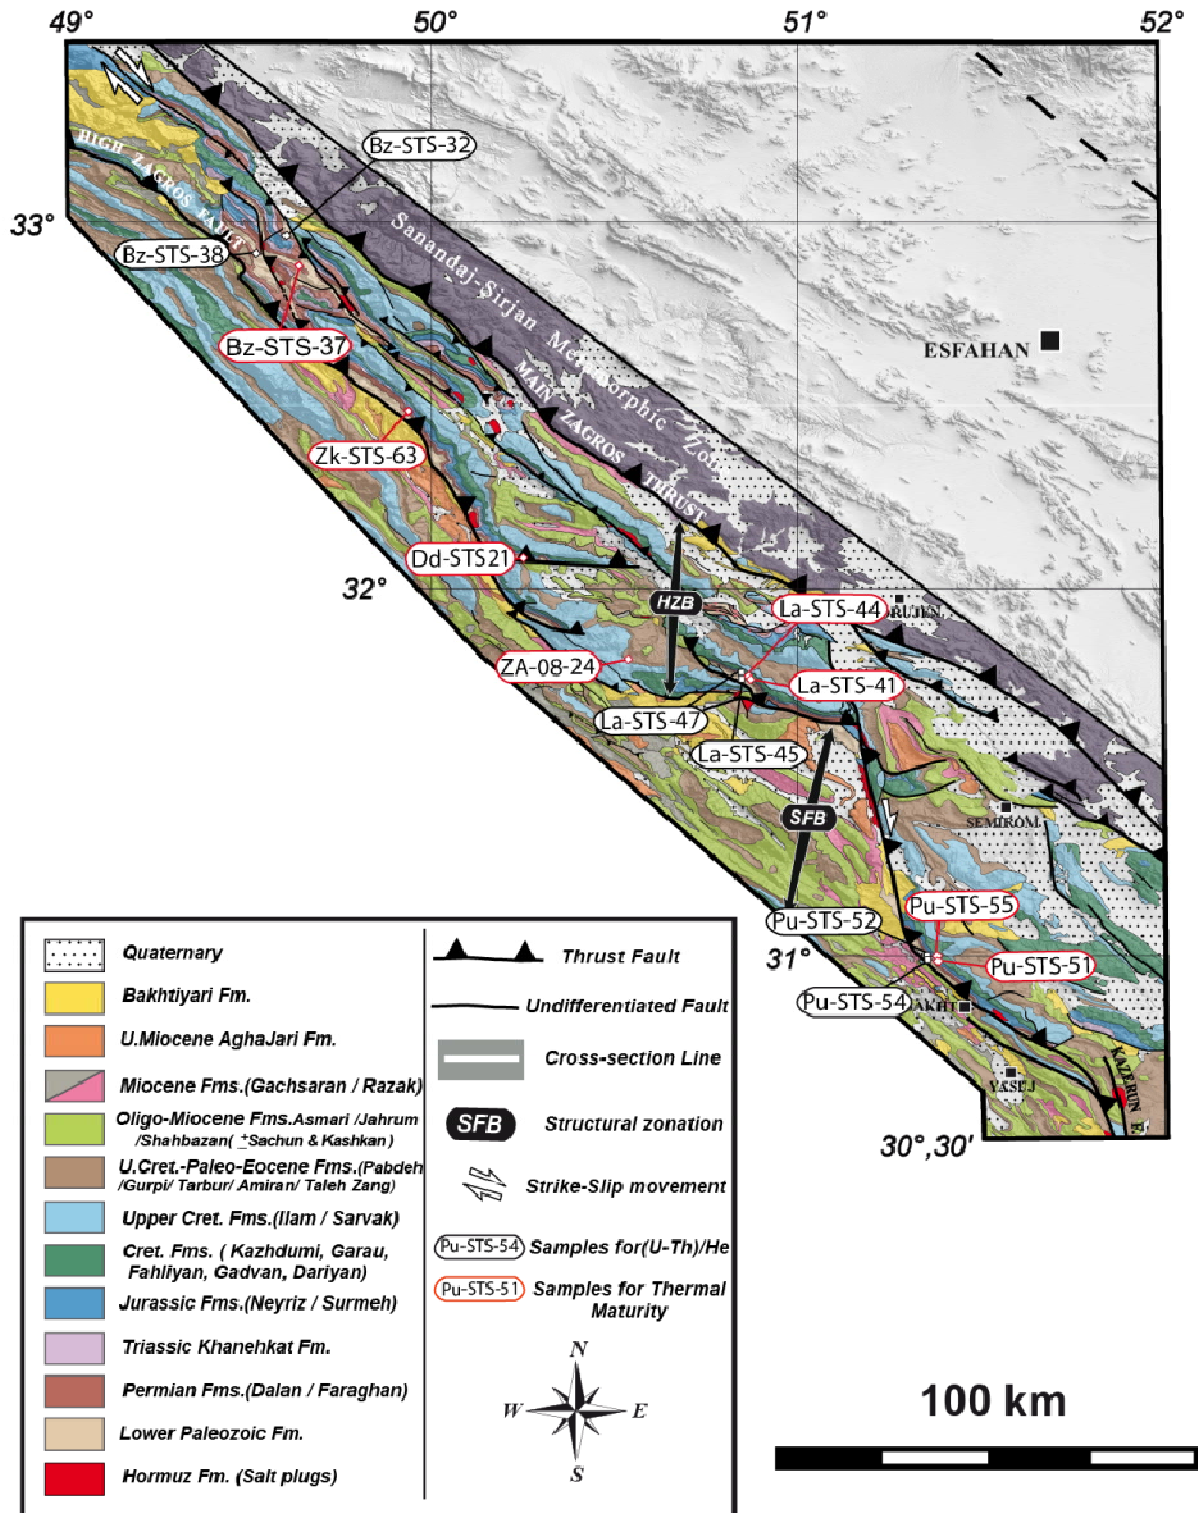 49°
50°
51°
52°
Bz-STS-32
HIGH ZAGROS FAULT
33°
Sanandaj-Sirjan Metamorphic Zone
Bz-STS-38
ESFAHAN
Bz-STS-37
MAIN ZAGROS THRUST
Zk-STS-63
Dd-STS21
32°
HZB
La-STS-44
ZA-08-24
La-STS-41
La-STS-47
La-STS-45
SFB
SEMIROM
Pu-STS-55
Pu-STS-52
31°
Pu-STS-51
Pu-STS-54
YASUJ
KAZERUN F.
30°,30'
Quaternary
Bakhtiyari Fm.
U.Miocene AghaJari Fm.
Miocene Fms.(Gachsaran / Razak)
Oligo-Miocene Fms.Asmari /Jahrum
/Shahbazan( ±Sachun & Kashkan)
U.Cret.-Paleo-Eocene Fms.(Pabdeh
/Gurpi/ Tarbur/ Amiran/ Taleh Zang)
Upper Cret. Fms.(Ilam / Sarvak)
Cret. Fms. ( Kazhdumi, Garau,
Fahliyan, Gadvan, Dariyan)
Jurassic Fms.(Neyriz / Surmeh)
Triassic Khanehkat Fm.
Permian Fms.(Dalan / Faraghan)
Lower Paleozoic Fm.
Hormuz Fm. (Salt plugs)
Thrust Fault
Undifferentiated Fault
Cross-section Line
SFB
Structural zonation
Strike-Slip movement
Pu-STS-54
Samples for(U-Th)/He
Pu-STS-51
Samples for Thermal
Maturity
N
W
E
S
100 km